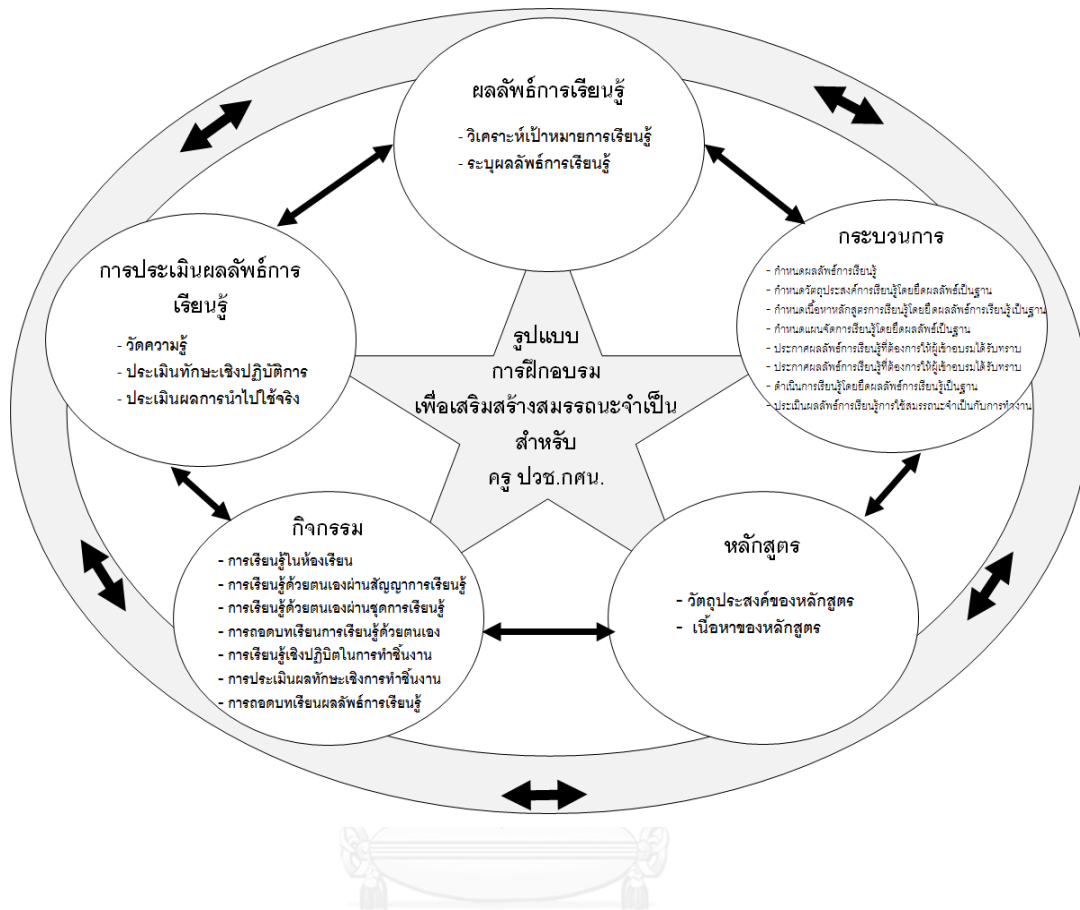 ผลลัพธ์การเรียนรู้
- วิเคราะห์เป้าหมายการเรียนรู้
- ระบุผลลัพธ์การเรียนรู้
กระบวนการ
- กำหนดผลลัพธ์การเรียนรู้
- กำหนดวัตถุประสงค์การเรียนรู้โดยยึดผลลัพธ์เป็นฐาน
- กำหนดเนื้อหาหลักสูตรการเรียนรู้โดยยึดผลลัพธ์การเรียนรู้เป็นฐาน
- กำหนดแผนจัดการเรียนรู้โดยยึดผลลัพธ์เป็นฐาน
- ประกาศผลลัพธ์การเรียนรู้ที่ต้องการให้ผู้เข้าอบรมได้รับทราบ
- ประกาศผลลัพธ์การเรียนรู้ที่ต้องการให้ผู้เข้าอบรมได้รับทราบ
- ดำเนินการเรียนรู้โดยยึดผลลัพธ์การเรียนรู้เป็นฐาน
- ประเมินผลลัพธ์การเรียนรู้การใช้สมรรถนะจำเป็นกับการทำงาน
การประเมินผลลัพธ์การ
เรียนรู้
- วัดความรู้
- ประเมินทักษะเชิงปฏิบัติการ
- ประเมินผลการนำไปใช้จริง
รูปแบบ
การฝึกอบรม
เพื่อเสริมสร้างสมรรถนะจำเป็น
สำหรับ
ครู ปวช.กศน.
กิจกรรม
- การเรียนรู้ในห้องเรียน
- การเรียนรู้ด้วยตนเองผ่านสัญญาการเรียนรู้
- การเรียนรู้ด้วยตนเองผ่านชุดการเรียนรู้
- การถอดบทเรียนการเรียนรู้ด้วยตนเอง
- การเรียนรู้เชิงปฏิบิตในการทำชิ้นงาน
- การประเมินผลทักษะเชิงการทำชิ้นงาน
- การถอดบทเรียนผลลัพธ์การเรียนรู้
หลักสูตร
- วัตถุประสงค์ของหลักสูตร
- เนื้อหาของหลักสูตร